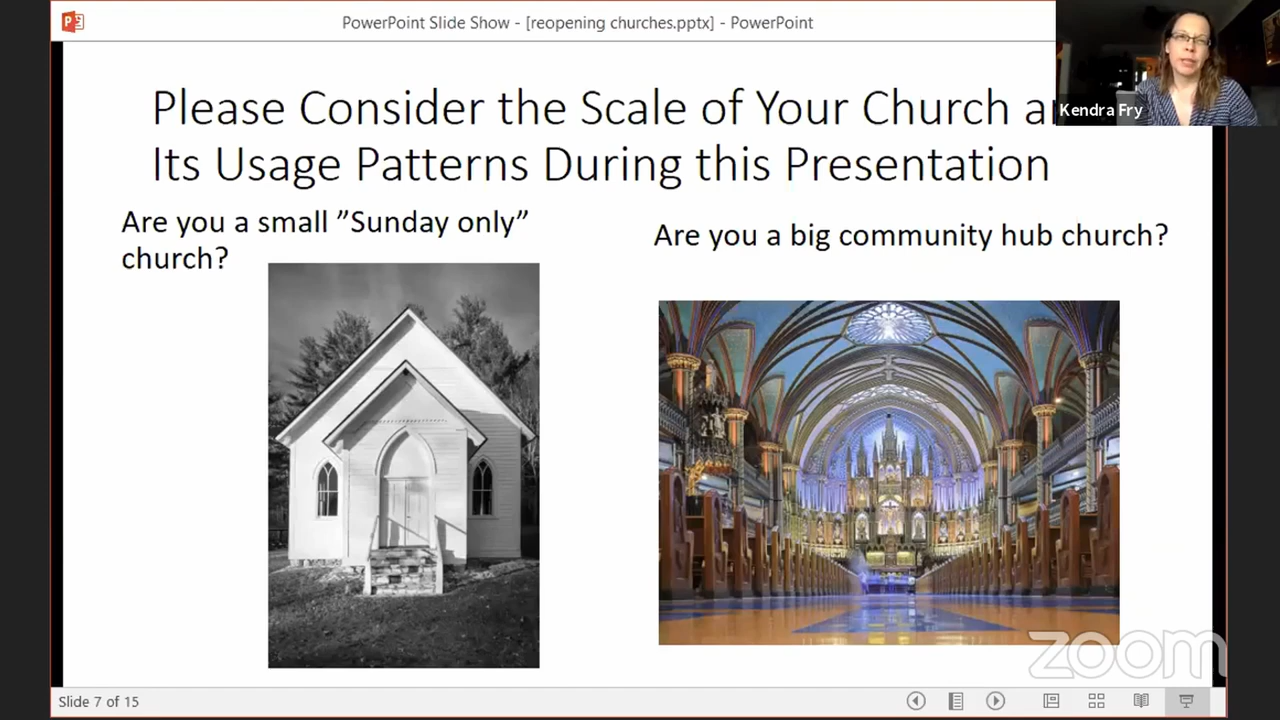 PowerPoint Slide Show - [reopening churches.pptx] - PowerPoint
Kendra Fry
Please Consider the Scale of Your Church
Its Usage Patterns During this Presentation
Are you a small ”Sunday only”
church?
Are you a big community hub church?
zoom
Slide 7 of 15